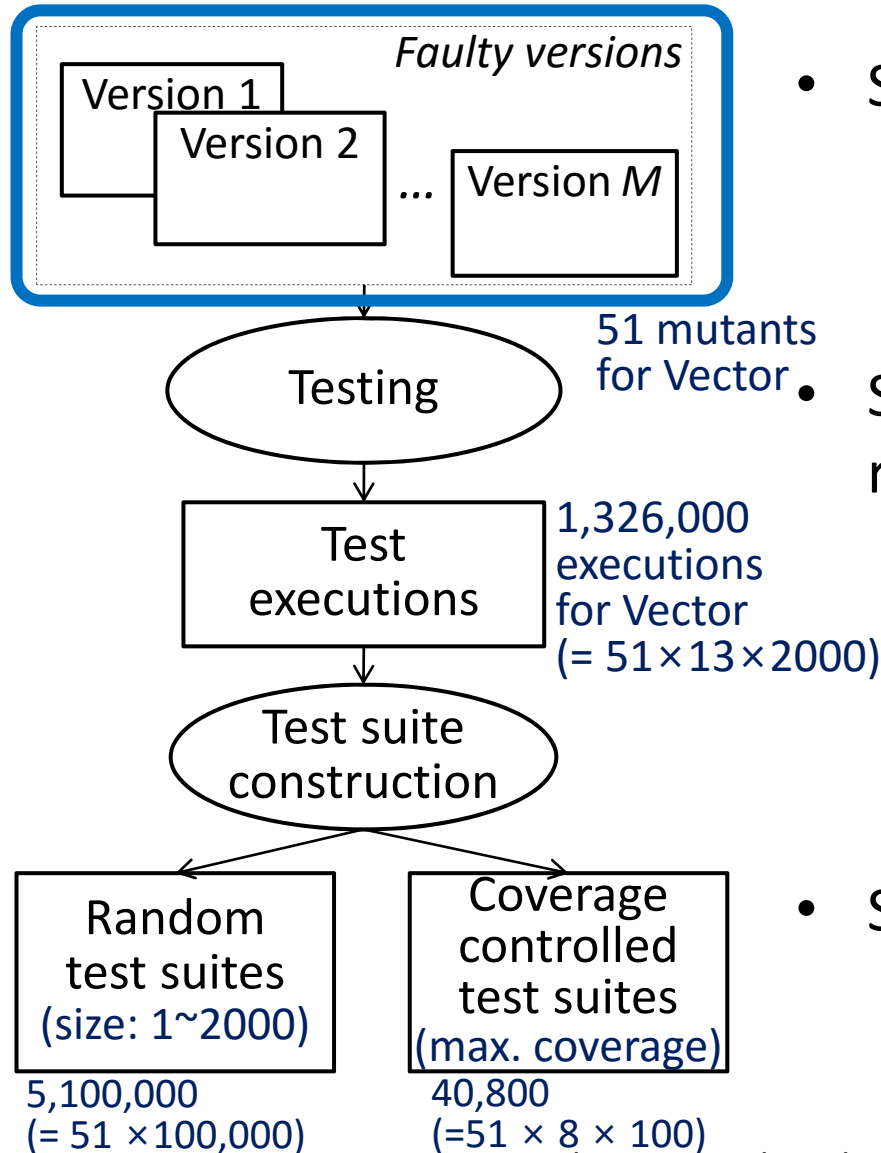 Faulty versions
Version 1
Version 2
...
Version M
51 mutants
for Vector
Testing
Test
executions
1,326,000
executions
for Vector
(= 51×13×2000)
Test suite
construction
Random
test suites
(size: 1~2000)
Coverage
controlled
test suites
(max. coverage)
5,100,000
(= 51 ×100,000)
40,800
(=51 × 8 × 100)
• S
• S
r
• S